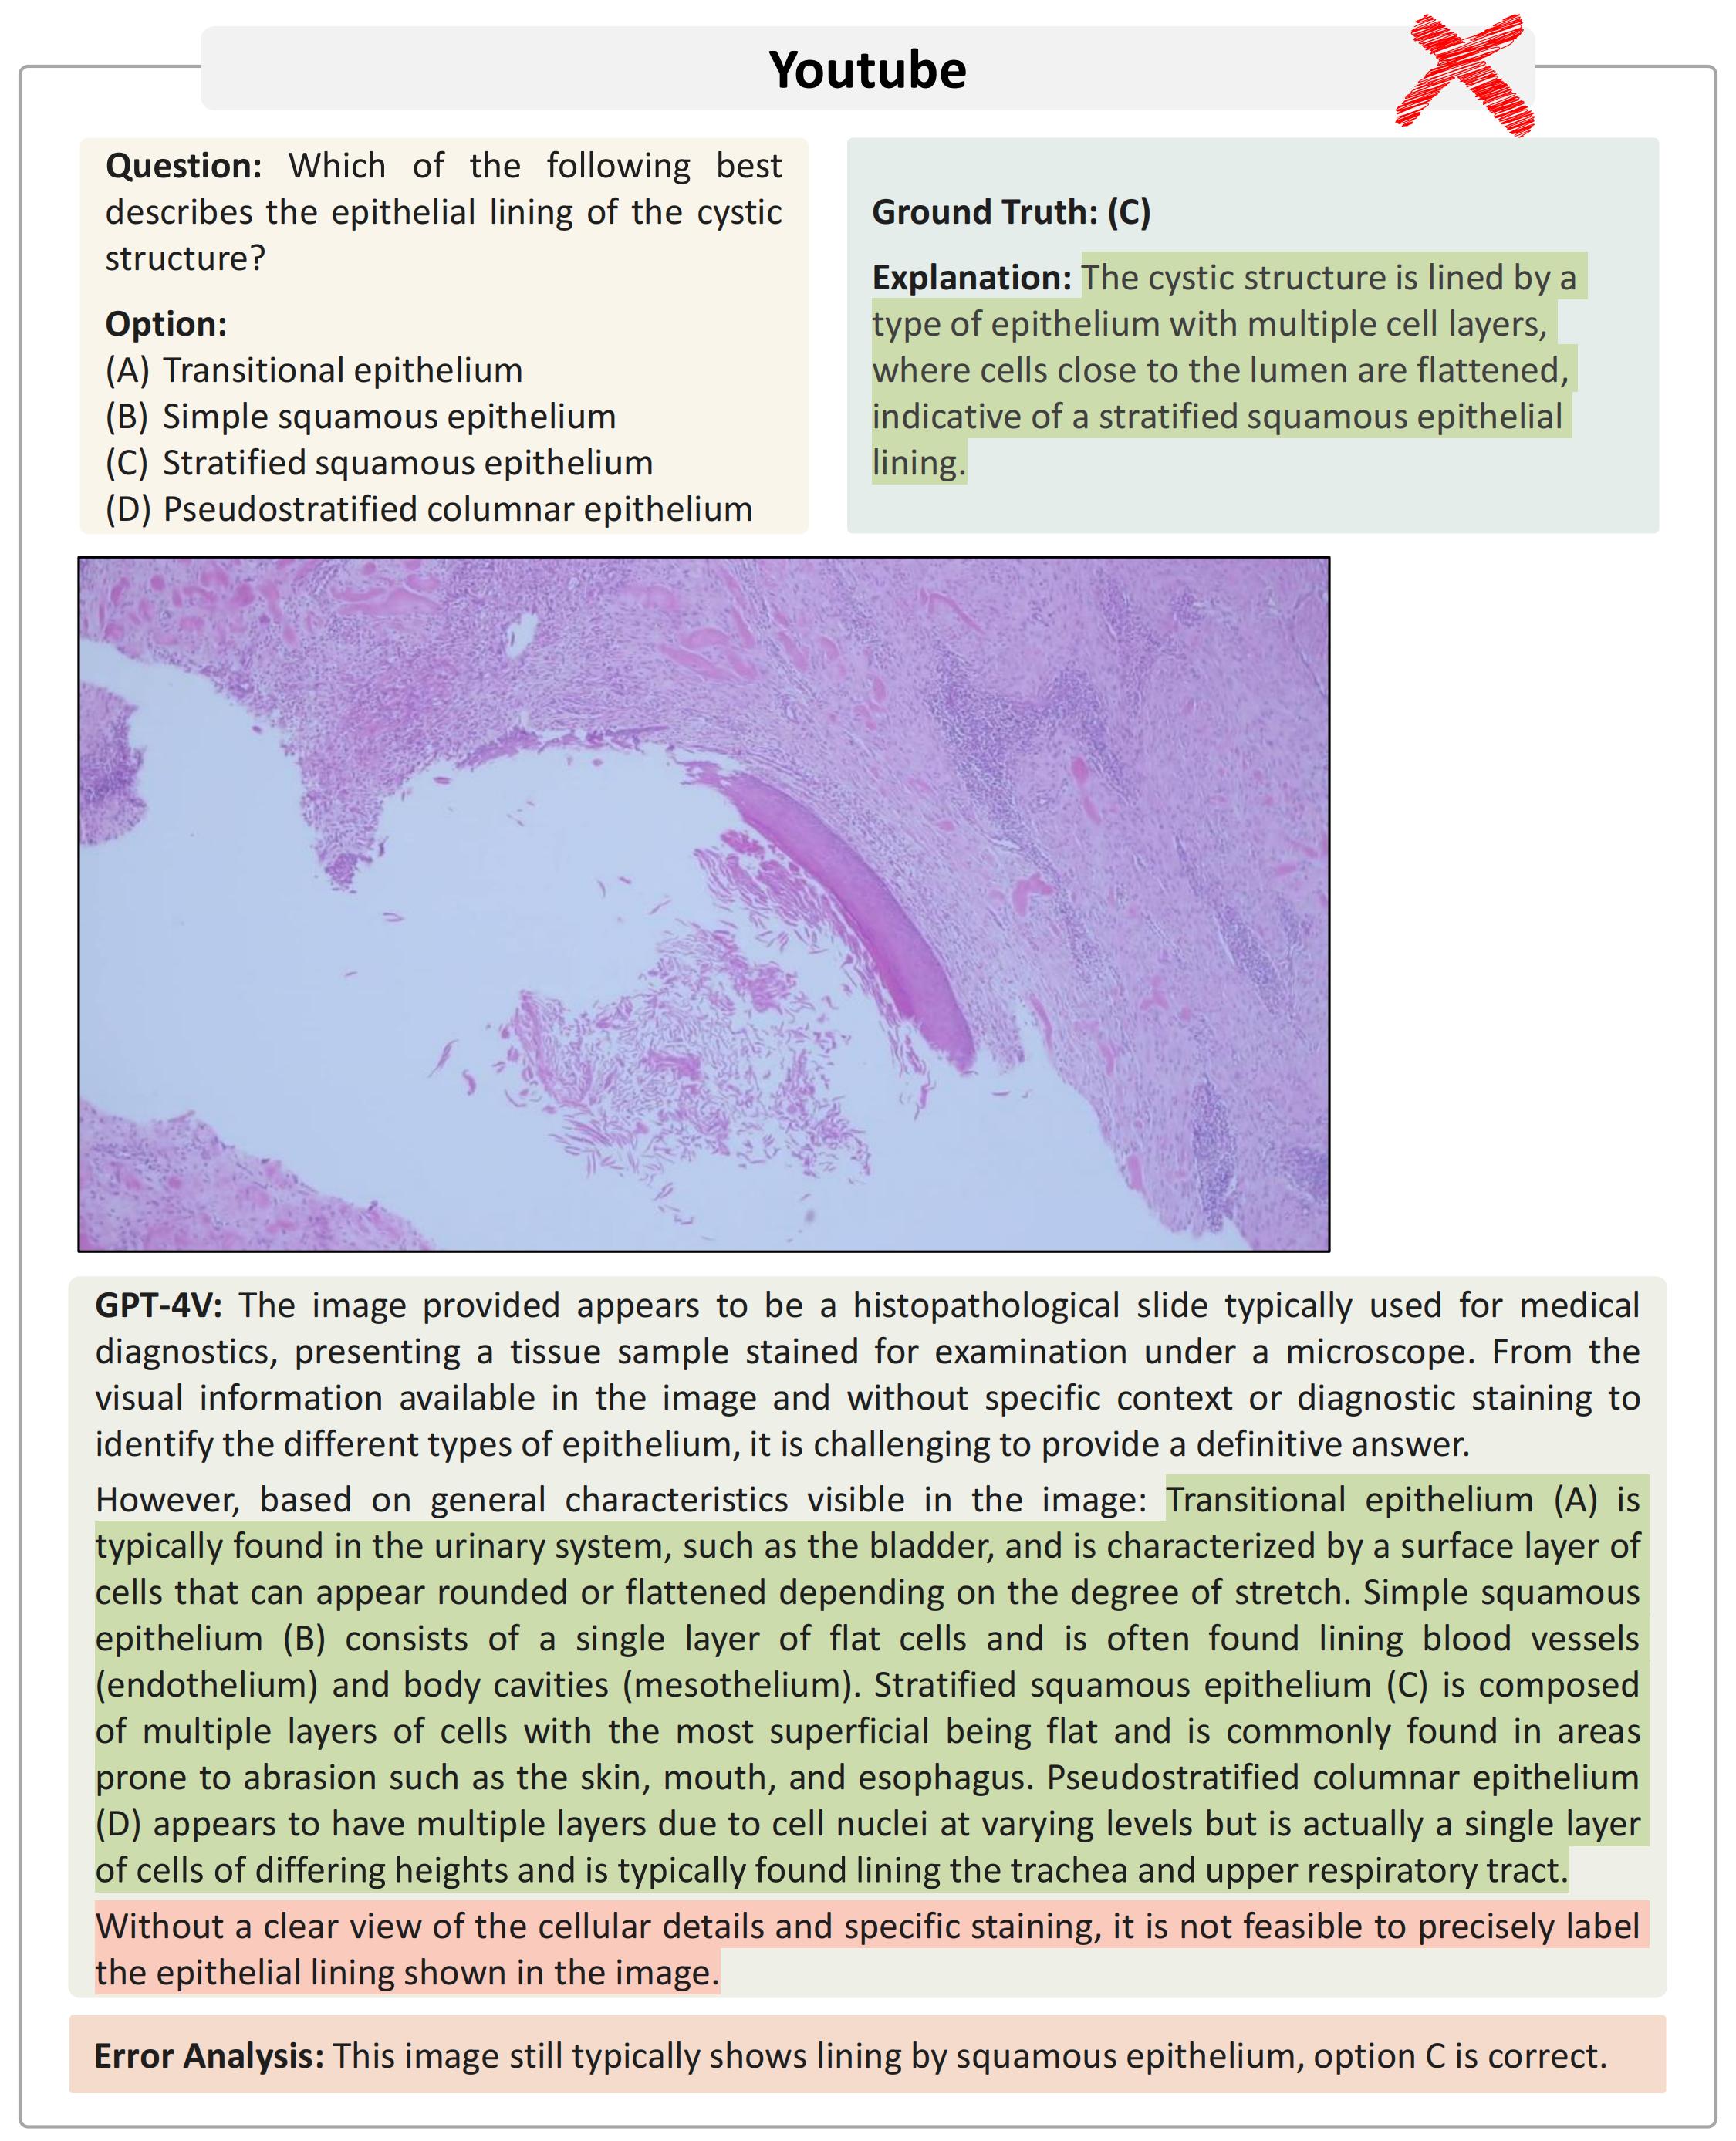 Youtube
Question: Which of the following best
describes the epithelial lining of the cystic
structure?
Option:
(A) Transitional epithelium
(B) Simple squamous epithelium
(C) Stratified squamous epithelium
(D) Pseudostratified columnar epithelium
Ground Truth: (C)
Explanation: The cystic structure is lined by a
type of epithelium with multiple cell layers,
where cells close to the lumen are flattened,
indicative of a stratified squamous epithelial
lining.
GPT-4V: The image provided appears to be a histopathological slide typically used for medical
diagnostics, presenting a tissue sample stained for examination under a microscope. From the
visual information available in the image and without specific context or diagnostic staining to
identify the different types of epithelium, it is challenging to provide a definitive answer.
However, based on general characteristics visible in the image: Transitional epithelium (A) is
typically found in the urinary system, such as the bladder, and is characterized by a surface layer of
cells that can appear rounded or flattened depending on the degree of stretch. Simple squamous
epithelium (B) consists of a single layer of flat cells and is often found lining blood vessels
(endothelium) and body cavities (mesothelium). Stratified squamous epithelium (C) is composed
of multiple layers of cells with the most superficial being flat and is commonly found in areas
prone to abrasion such as the skin, mouth, and esophagus. Pseudostratified columnar epithelium
(D) appears to have multiple layers due to cell nuclei at varying levels but is actually a single layer
of cells of differing heights and is typically found lining the trachea and upper respiratory tract.
Without a clear view of the cellular details and specific staining, it is not feasible to precisely label
the epithelial lining shown in the image.
Error Analysis: This image still typically shows lining by squamous epithelium, option C is correct.